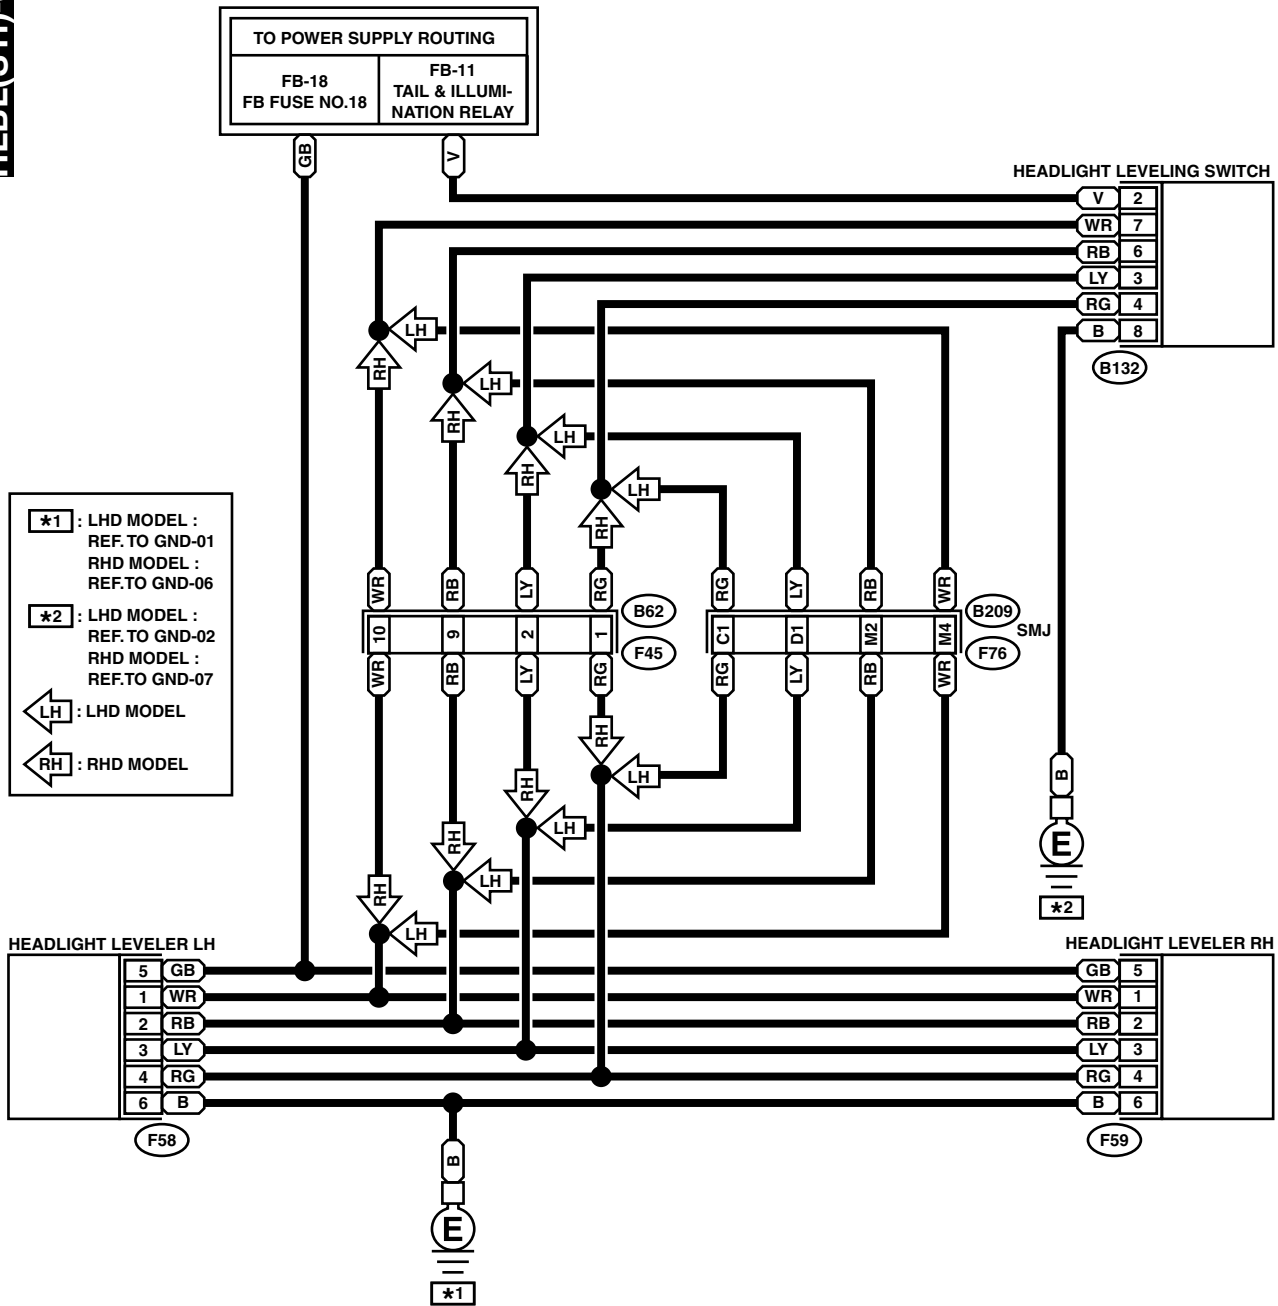 TO POWER SUPPLY ROUTING
FB-18
FB FUSE NO.18
FB-11
TAIL & ILLUMI-
NATION RELAY
GB
V
HEADLIGHT LEVELING SWITCH
V 2
WR 7
RB 6
LY 3
RG 4
B 8
B132
LH
RH
LH
RH
LH
RH
LH
RH
*1 : LHD MODEL :
REF.TO GND-01
RHD MODEL :
REF.TO GND-06
*2 : LHD MODEL :
REF.TO GND-02
RHD MODEL :
REF.TO GND-07
LH : LHD MODEL
RH : RHD MODEL
WR RB LY RG
B62
10 9 2 1
F45
WR RB LY RG
RG LY RB WR
B209
C1 D1 M2 M4
SMJ
F76
RG LY RB WR
RH
LH
RH
LH
RH
LH
RH
LH
B
E
*2
HEADLIGHT LEVELER LH
5 GB
1 WR
2 RB
3 LY
4 RG
6 B
F58
HEADLIGHT LEVELER RH
GB 5
WR 1
RB 2
LY 3
RG 4
B 6
F59
B
E
*1